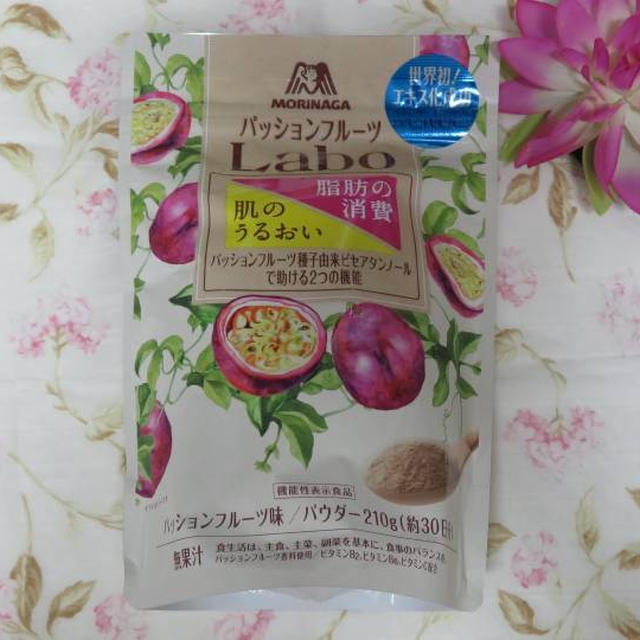 MORINAGA
世界初!
パッションフルーツ
Labo
脂肪の
消費
肌の
うるおい
パッションフルーツ種子由来ピセアタンノール
で助ける2つの機能
機能性表示食品
パッションフルーツ味/パウダー210g(約30日分)
無果汁
食生活は、主食、主菜、副菜を基本に、食事のバランスを
パッションフルーツ香料使用/ビタミンB2、ビタミンB6、ビタミンC配合